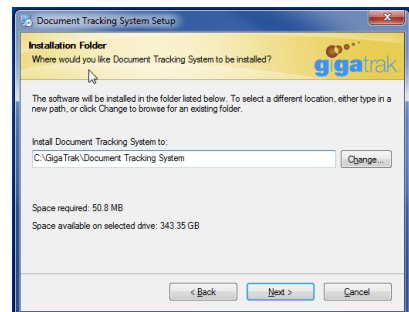 Document Tracking System Setup
Installation Folder
Where would you like Document Tracking System to be installed?
gigatrak
The software will be installed in the folder listed below. To select a different location, either type in a
new path, or click Change to browse for an existing folder.
Install Document Tracking System to:
C:\GigaTrak\Document Tracking System
Change...
Space required: 50.8 MB
Space available on selected drive: 343.35 GB
< Back
Next >
Cancel